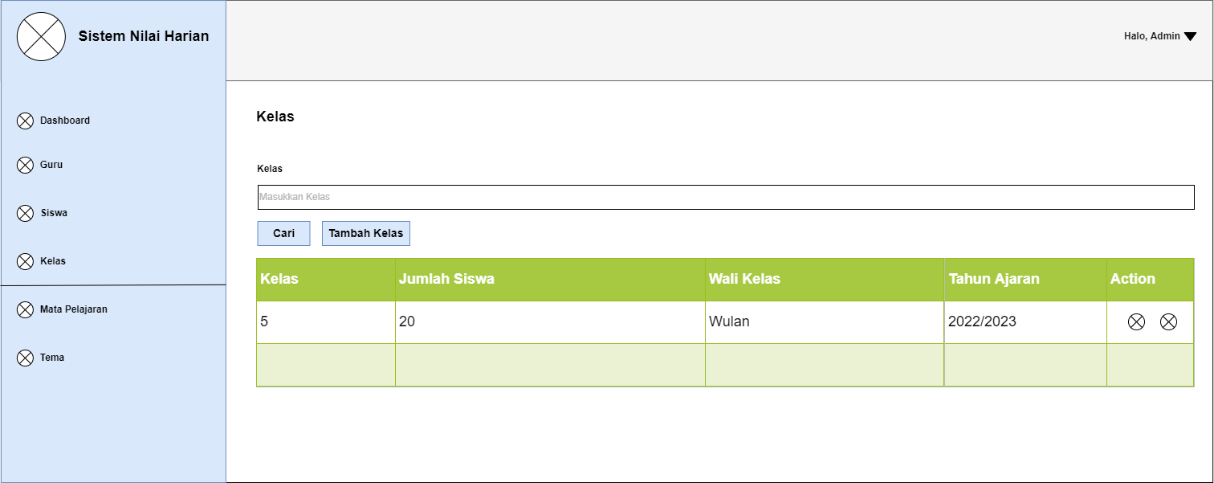 Sistem Nilai Harian
Halo, Admin
Dashboard
Guru
Siswa
Kelas
Mata Pelajaran
Tema
Kelas
Kelas
Masukkan Kelas
Cari Tambah Kelas
Kelas Jumlah Siswa Wali Kelas Tahun Ajaran Action
5 20 Wulan 2022/2023